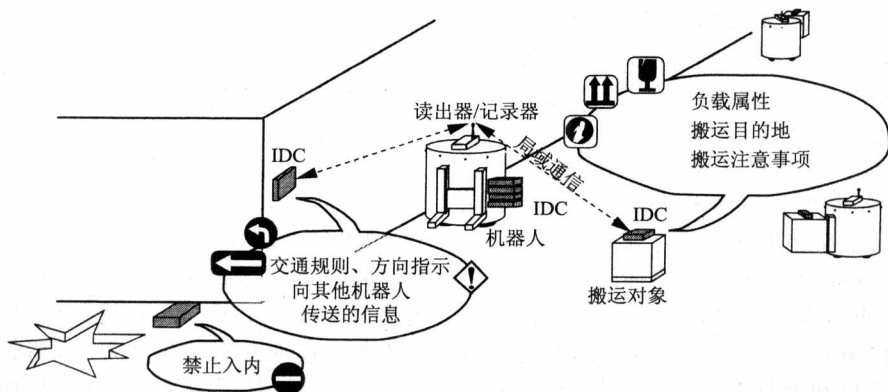 负载属性
搬运目的地
搬运注意事项
读出器/记录器
IDC
局域通信
IDC
IDC
机器人
搬运对象
交通规则、方向指示
向其他机器人
传送的信息
禁止入内